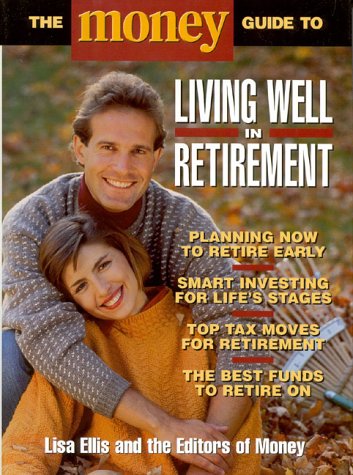 THE money GUIDE TO
LIVING WELL
IN
RETIREMENT
PLANNING NOW
TO RETIRE EARLY
SMART INVESTING
FOR LIFE'S STAGES
TOP TAX MOVES
FOR RETIREMENT
THE BEST FUNDS
TO RETIRE ON
Lisa Ellis and the Editors of Money